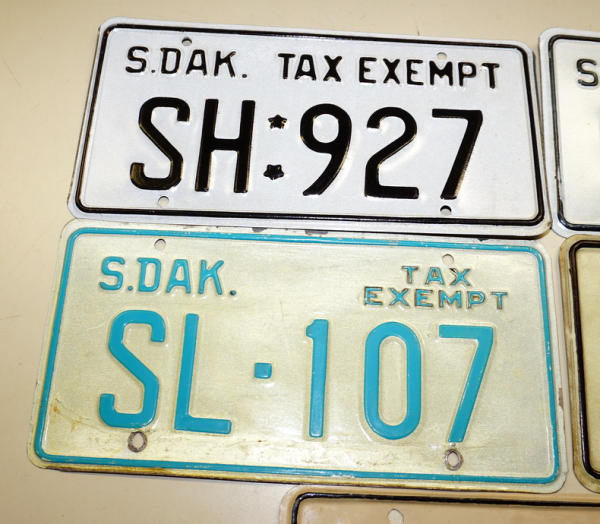 S.DAK. TAX EXEMPT
SH:927
S
S.DAK. TAX EXEMPT
SL·107